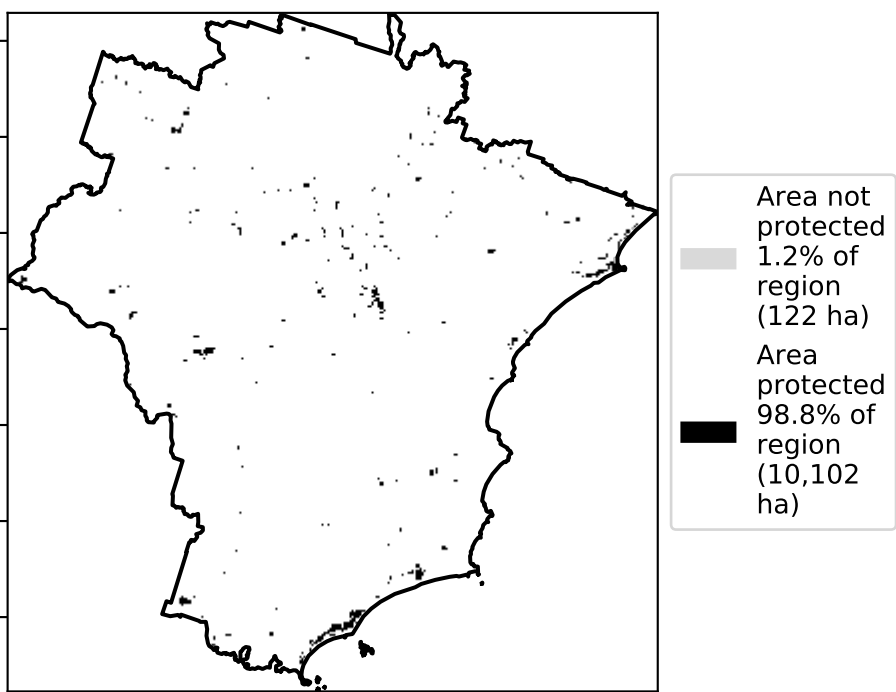 Area not
protected
1.2% of
region
(122 ha)
Area
protected
98.8% of
region
(10,102
ha)